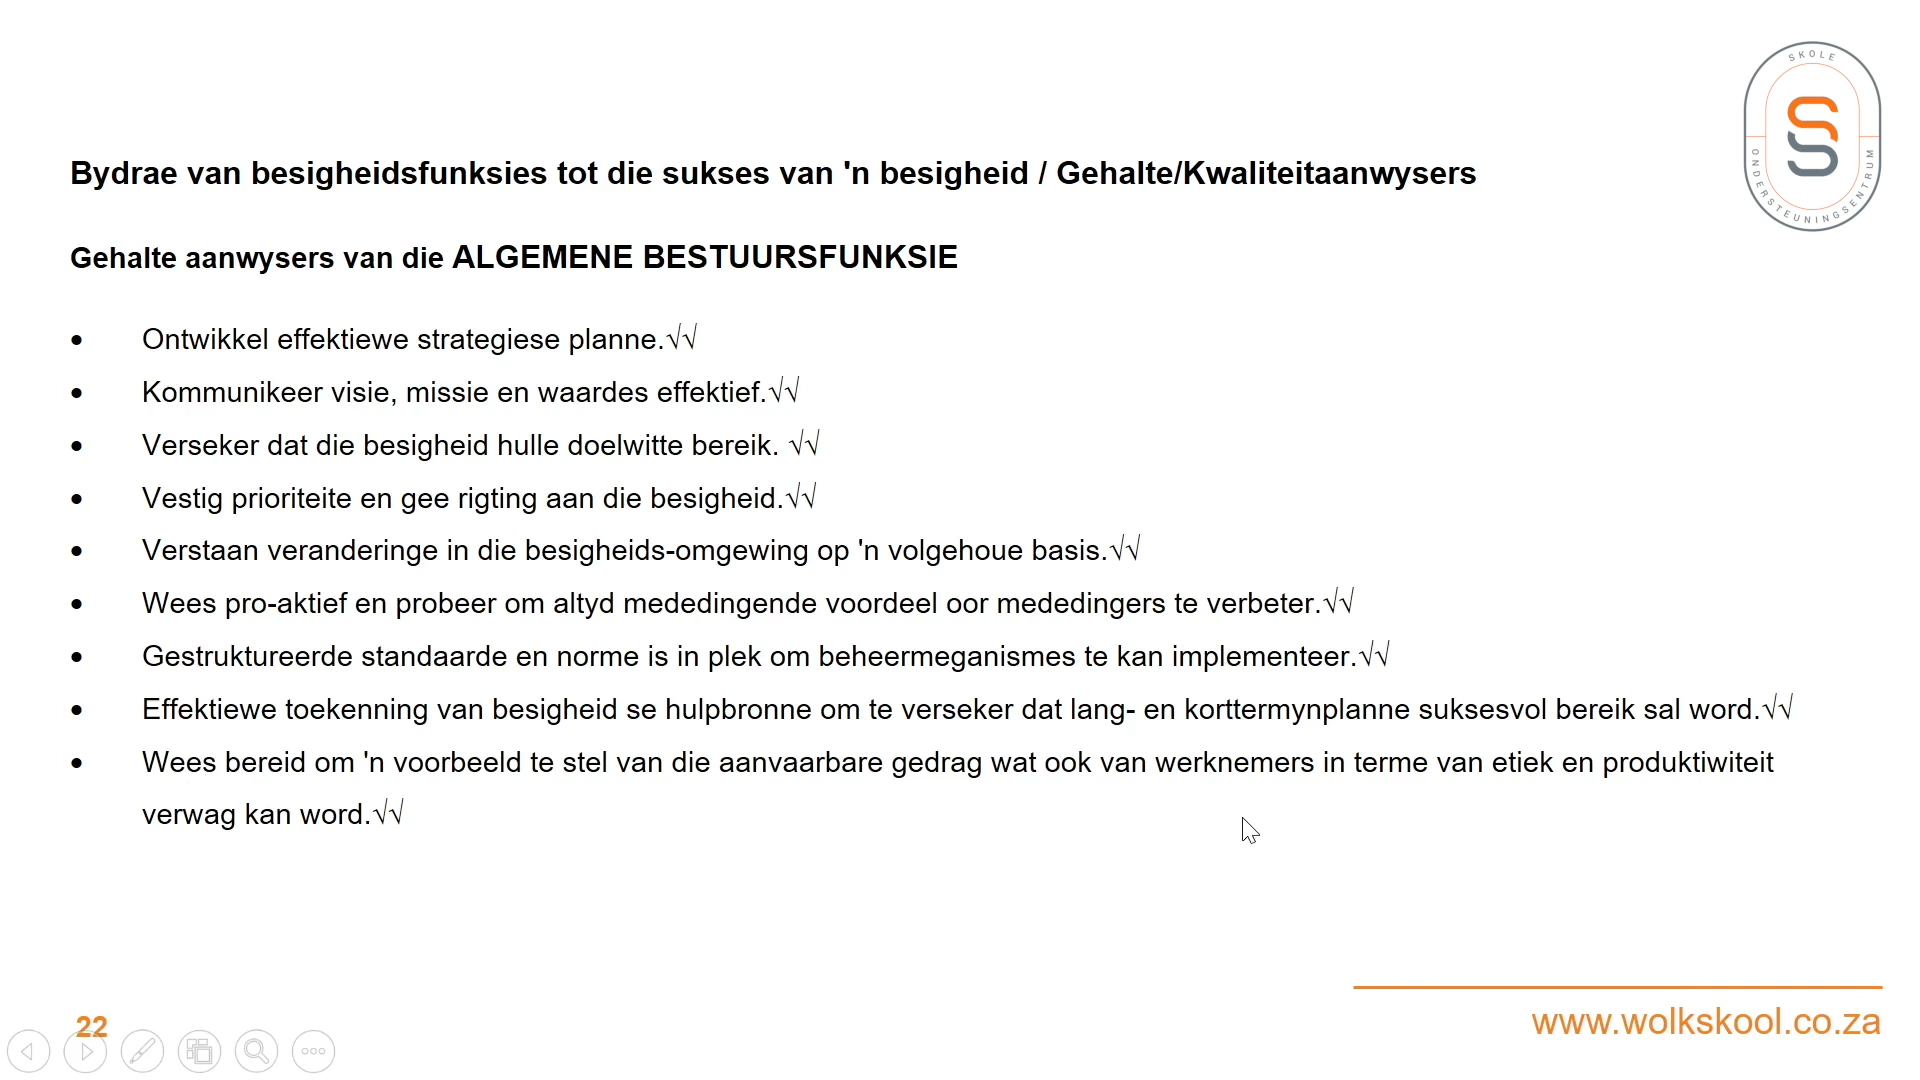 SKOLE
ONDERSTEUNINGSENTRUM
Bydrae van besigheidsfunksies tot die sukses van 'n besigheid / Gehalte/Kwaliteitaanwysers
Gehalte aanwysers van die ALGEMENE BESTUURSFUNKSIE
• Ontwikkel effektiewe strategiese planne.√√
• Kommunikeer visie, missie en waardes effektief.√√
• Verseker dat die besigheid hulle doelwitte bereik. √√
• Vestig prioriteite en gee rigting aan die besigheid.√√
• Verstaan veranderinge in die besigheids-omgewing op 'n volgehoue basis.√√
• Wees pro-aktief en probeer om altyd mededingende voordeel oor mededingers te verbeter.√√
• Gestruktureerde standaarde en norme is in plek om beheermeganismes te kan implementeer.√√
• Effektiewe toekenning van besigheid se hulpbronne om te verseker dat lang- en korttermynplanne suksesvol bereik sal word.√√
• Wees bereid om 'n voorbeeld te stel van die aanvaarbare gedrag wat ook van werknemers in terme van etiek en produktiwiteit
verwag kan word.√√
22
www.wolkskool.co.za